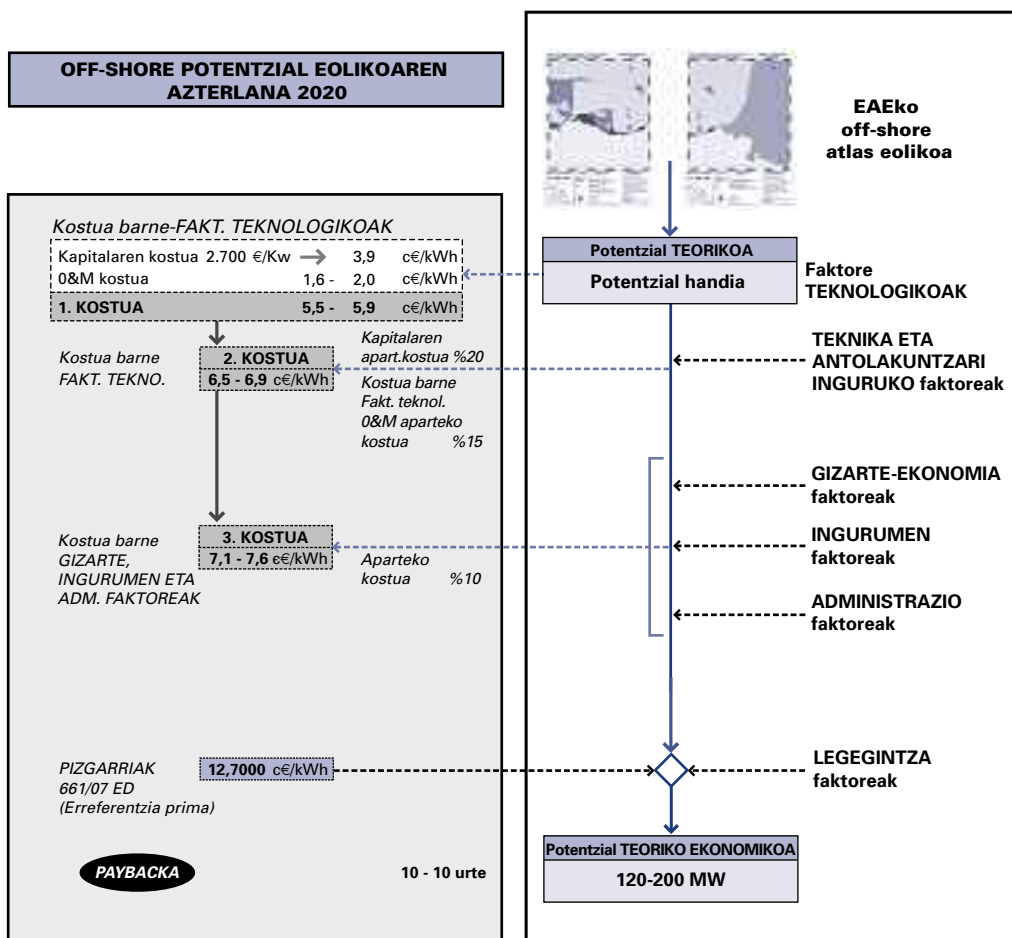 OFF-SHORE POTENTZIAL EOLIKOAREN
AZTERLANA 2020
Kostua barne-FAKT. TEKNOLOGIKOAK
Kapitalaren kostua 2.700 €/Kw → 3,9 c€/kWh
0&M kostua 1,6 - 2,0 c€/kWh
1. KOSTUA 5,5 - 5,9 c€/kWh
Kostua barne
FAKT. TEKNO.
2. KOSTUA
6,5 - 6,9 c€/kWh
Kapitalaren
apart.kostua %20
Kostua barne
Fakt. teknol.
0&M aparteko
kostua %15
Kostua barne
GIZARTE,
INGURUMEN ETA
ADM. FAKTOREAK
3. KOSTUA
7,1 - 7,6 c€/kWh
Aparteko
kostua %10
PIZGARRIAK
661/07 ED
(Erreferentzia prima)
12,7000 c€/kWh
PAYBACKA
10 - 10 urte
EAEko
off-shore
atlas eolikoa
Potentzial TEORIKOA
Potentzial handia
Faktore
TEKNOLOGIKOAK
TEKNIKA ETA
ANTOLAKUNTZARI
INGURUKO faktoreak
GIZARTE-EKONOMIA
faktoreak
INGURUMEN
faktoreak
ADMINISTRAZIO
faktoreak
LEGEGINTZA
faktoreak
Potentzial TEORIKO EKONOMIKOA
120-200 MW